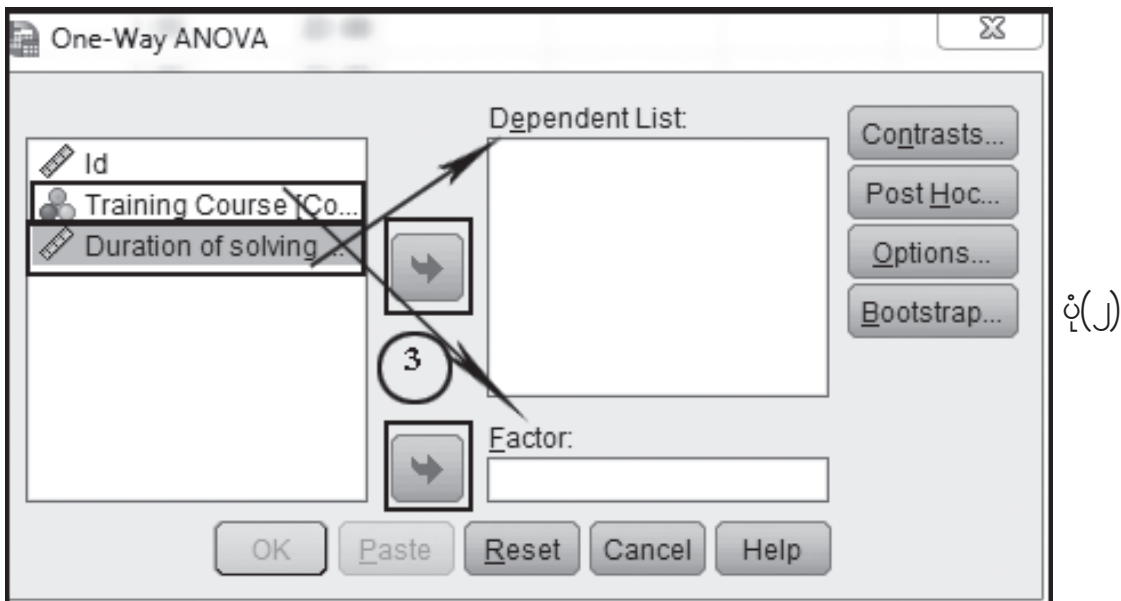 One-Way ANOVA
Dependent List:
Id
Training Course [Co...
Duration of solving ...
3
Factor:
Contrasts...
Post Hoc...
Options...
Bootstrap...
ပုံ(၂)
OK
Paste
Reset
Cancel
Help